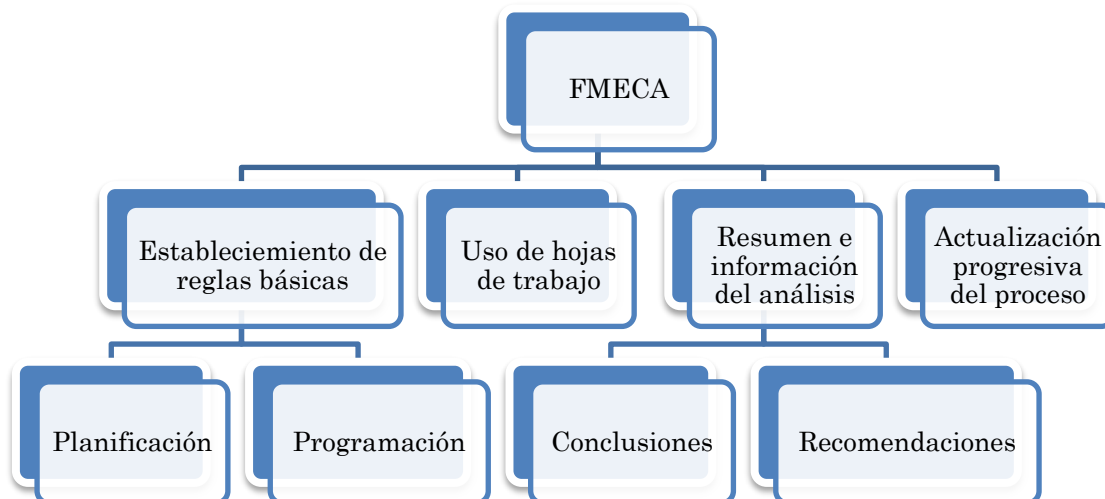 FMECA
Estableciemiento de
reglas básicas
Uso de hojas
de trabajo
Resumen e
información
del análisis
Actualización
progresiva
del proceso
Planificación
Programación
Conclusiones
Recomendaciones